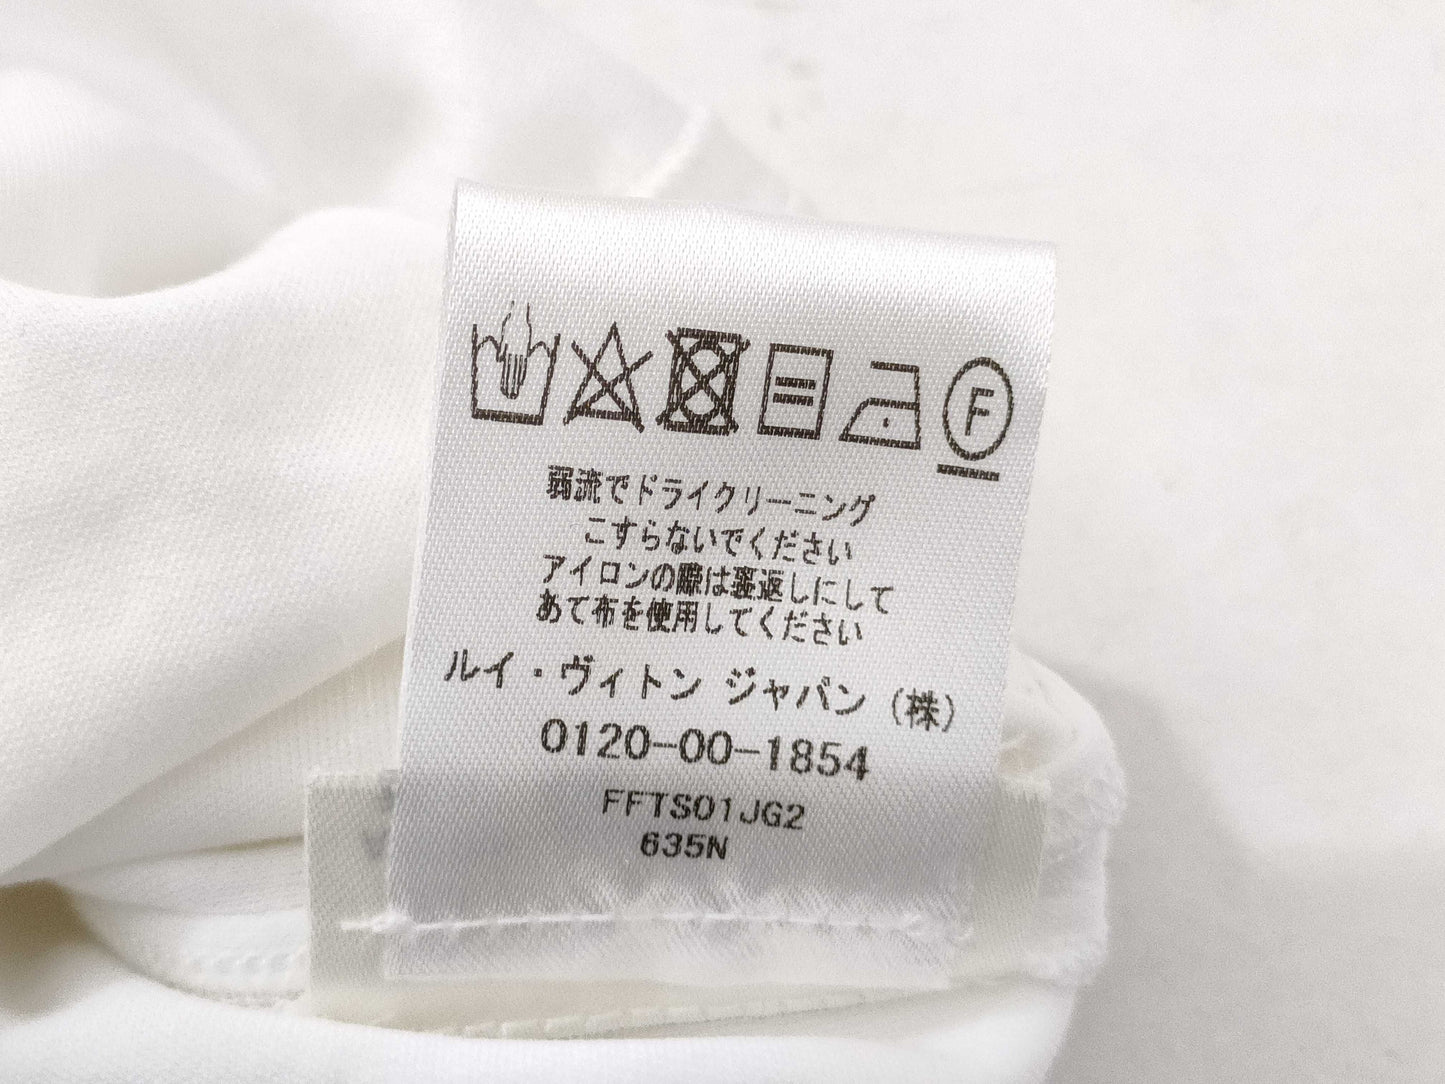 F
弱流でドライクリーニング
こすらないでください
アイロンの際は裏返しにして
あて布を使用してください
ルイ・ヴィトン ジャパン (株)
0120-00-1854
FFTS01JG2
635N